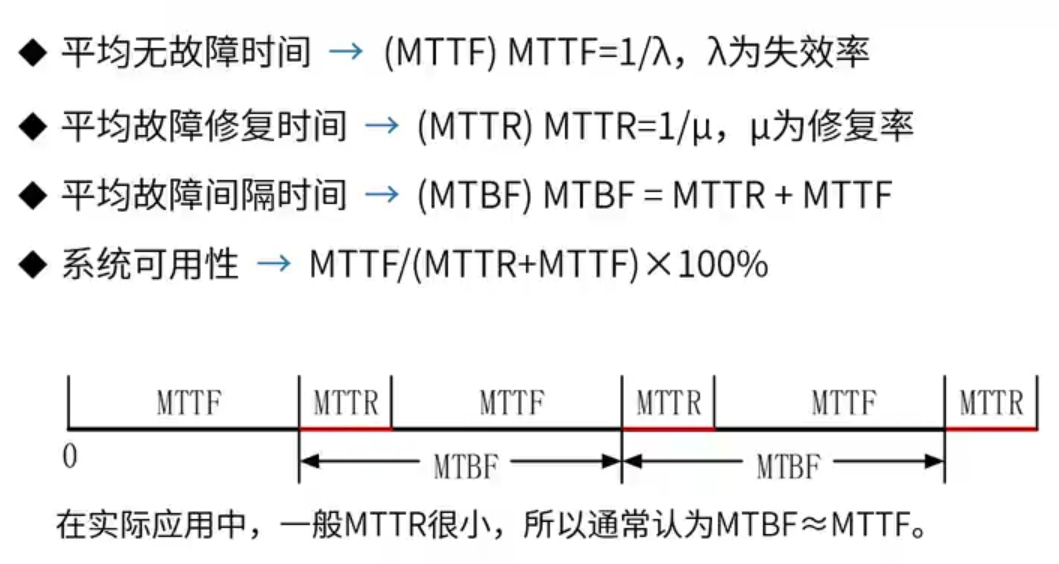 ◆ 平均无故障时间 → (MTTF) MTTF=1/λ，λ为失效率
◆ 平均故障修复时间 → (MTTR) MTTR=1/μ，μ为修复率
◆ 平均故障间隔时间 → (MTBF) MTBF = MTTR + MTTF
◆ 系统可用性 → MTTF/(MTTR+MTTF)×100%
MTTF MTTR MTTF MTTR MTTF MTTR
0 MTBF MTBF
在实际应用中，一般MTTR很小，所以通常认为MTBF≈MTTF。